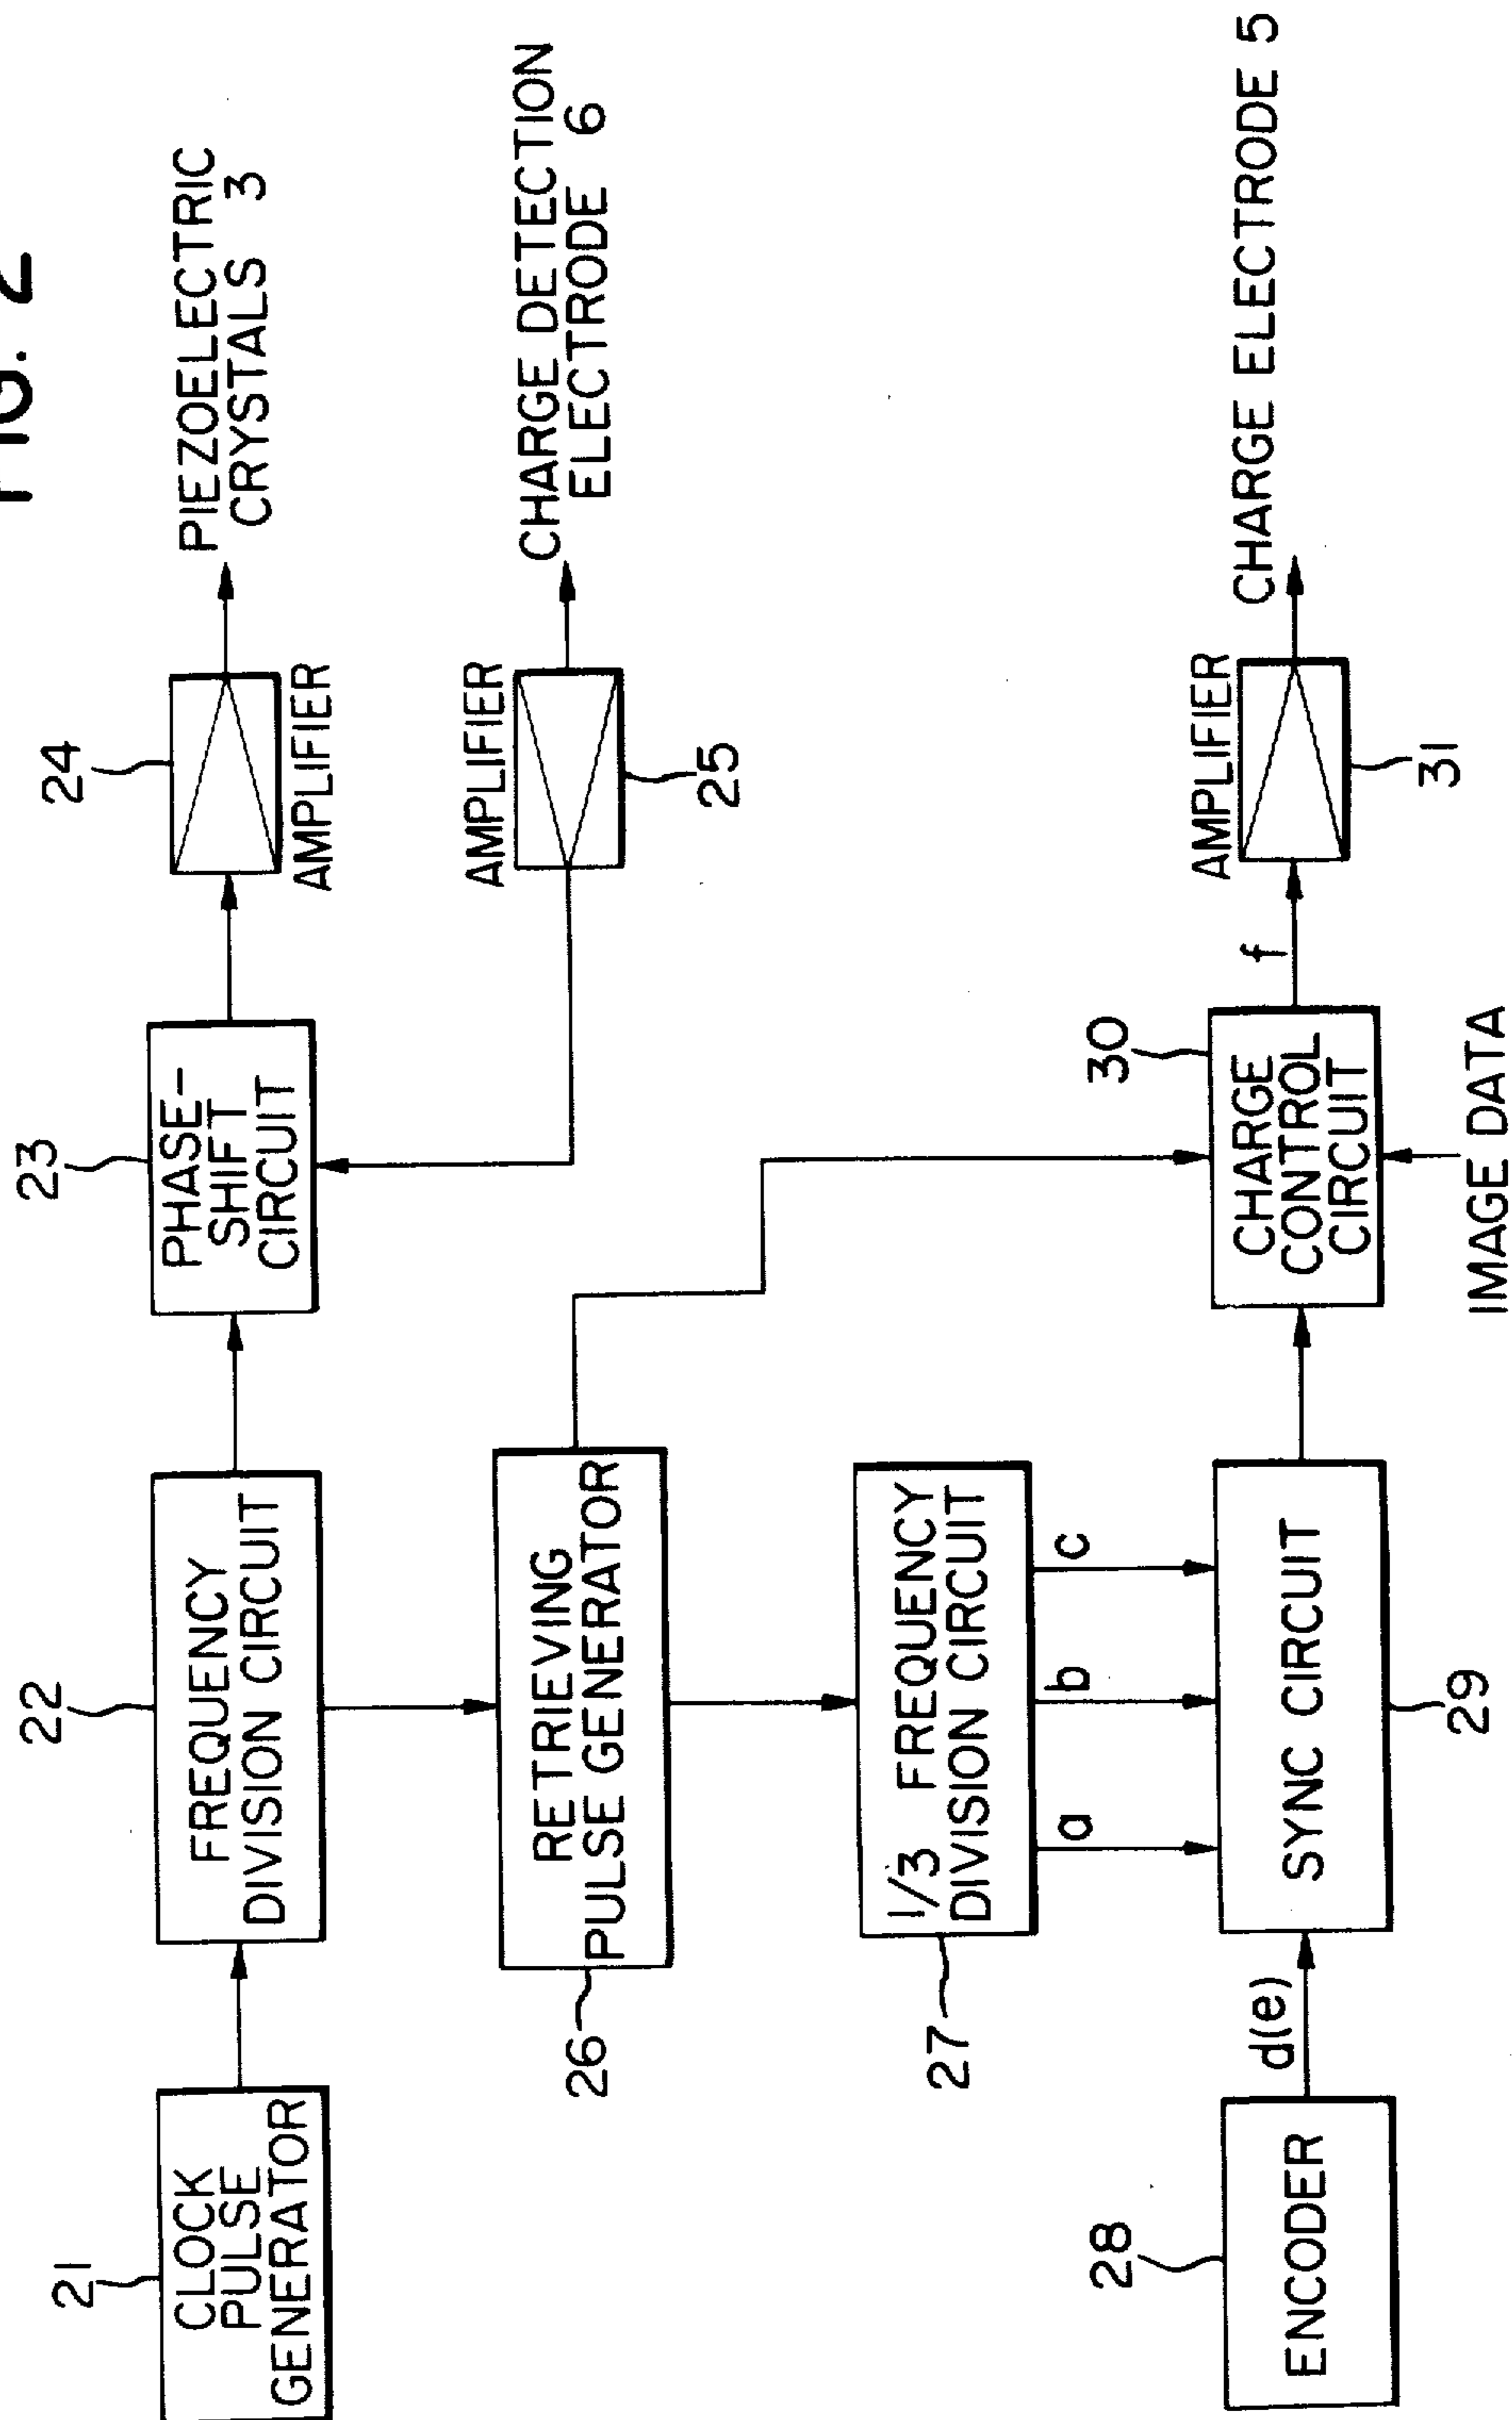 FIG. 2
21
CLOCK
PULSE
GENERATOR
22
FREQUENCY
DIVISION CIRCUIT
23
PHASE-
SHIFT
CIRCUIT
24
AMPLIFIER
PIEZOELECTRIC
CRYSTALS 3
26
RETRIEVING
PULSE GENERATOR
AMPLIFIER
25
CHARGE DETECTION
ELECTRODE 6
27
1/3 FREQUENCY
DIVISION CIRCUIT
a
b
c
28
ENCODER
d(e)
SYNC CIRCUIT
29
30
CHARGE
CONTROL
CIRCUIT
IMAGE DATA
f
AMPLIFIER
31
CHARGE ELECTRODE 5